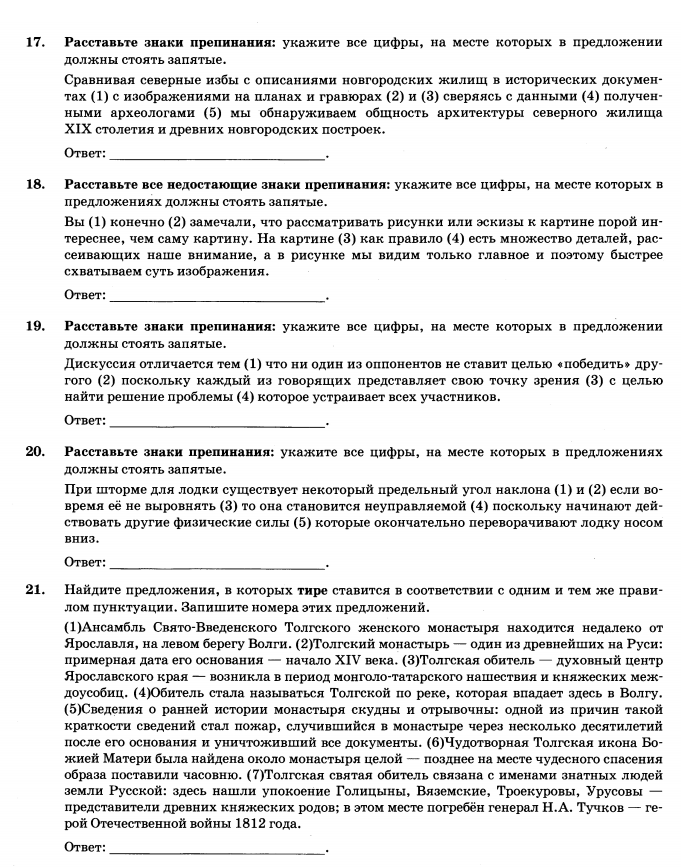 17. Расставьте знаки препинания: укажите все цифры, на месте которых в предложении
должны стоять запятые.
Сравнивая северные избы с описаниями новгородских жилищ в исторических докумен-
тах (1) с изображениями на планах и гравюрах (2) и (3) сверяясь с данными (4) получен-
ными археологами (5) мы обнаруживаем общность архитектуры северного жилища
XIX столетия и древних новгородских построек.
Ответ: ______________________________.
18. Расставьте все недостающие знаки препинания: укажите все цифры, на месте которых в
предложениях должны стоять запятые.
Вы (1) конечно (2) замечали, что рассматривать рисунки или эскизы к картине порой ин-
тереснее, чем саму картину. На картине (3) как правило (4) есть множество деталей, рас-
сеивающих наше внимание, а в рисунке мы видим только главное и поэтому быстрее
схватываем суть изображения.
Ответ: ______________________________.
19. Расставьте знаки препинания: укажите все цифры, на месте которых в предложении
должны стоять запятые.
Дискуссия отличается тем (1) что ни один из оппонентов не ставит целью «победить» дру-
гого (2) поскольку каждый из говорящих представляет свою точку зрения (3) с целью
найти решение проблемы (4) которое устраивает всех участников.
Ответ: ______________________________.
20. Расставьте знаки препинания: укажите все цифры, на месте которых в предложениях
должны стоять запятые.
При шторме для лодки существует некоторый предельный угол наклона (1) и (2) если во-
время её не выровнять (3) то она становится неуправляемой (4) поскольку начинают дей-
ствовать другие физические силы (5) которые окончательно переворачивают лодку носом
вниз.
Ответ: ______________________________.
21. Найдите предложения, в которых тире ставится в соответствии с одним и тем же прави-
лом пунктуации. Запишите номера этих предложений.
(1)Ансамбль Свято-Введенского Толгского женского монастыря находится недалеко от
Ярославля, на левом берегу Волги. (2)Толгский монастырь — один из древнейших на Руси:
примерная дата его основания — начало XIV века. (3)Толгская обитель — духовный центр
Ярославского края — возникла в период монголо-татарского нашествия и княжеских меж-
доусобиц. (4)Обитель стала называться Толгской по реке, которая впадает здесь в Волгу.
(5)Сведения о ранней истории монастыря скудны и отрывочны: одной из причин такой
краткости сведений стал пожар, случившийся в монастыре через несколько десятилетий
после его основания и уничтоживший все документы. (6)Чудотворная Толгская икона Бо-
жией Матери была найдена около монастыря целой — позднее на месте чудесного спасения
образа поставили часовню. (7)Толгская святая обитель связана с именами знатных людей
земли Русской: здесь нашли упокоение Голицыны, Вяземские, Троекуровы, Урусовы —
представители древних княжеских родов; в этом месте погребён генерал Н.А. Тучков — ге-
рой Отечественной войны 1812 года.
Ответ: ______________________________.